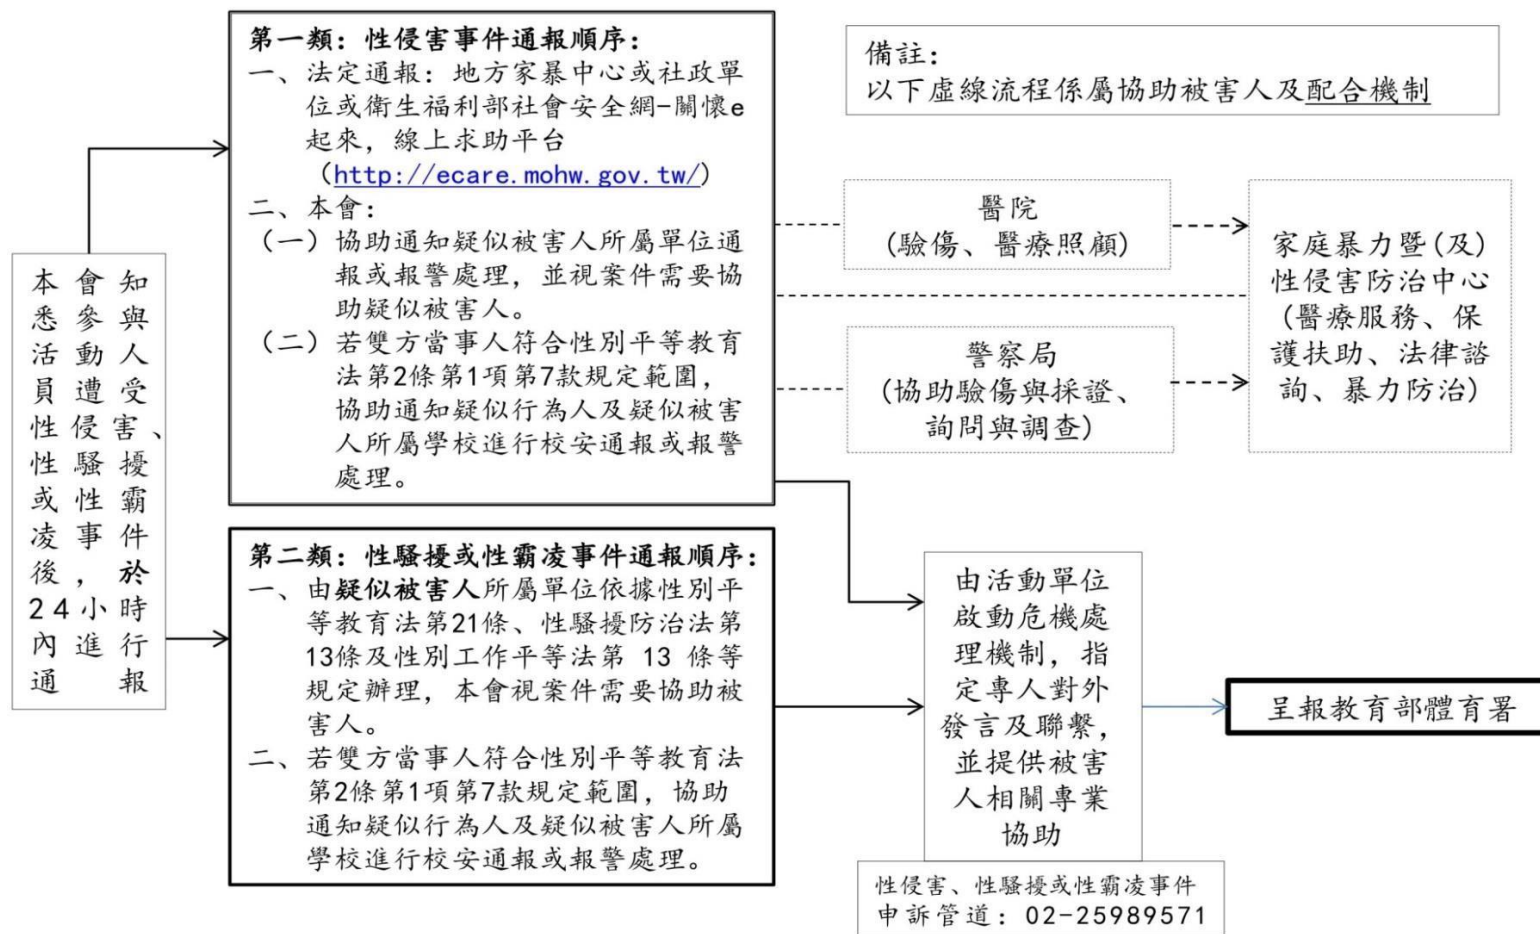 本會知
悉參與
活動人
員遭受
性侵害、
性騷擾
或性霸
凌事件
後，於
24小時
內進行
通報
第一類：性侵害事件通報順序：
一、法定通報：地方家暴中心或社政單
位或衛生福利部社會安全網-關懷e
起來，線上求助平台
（http://ecare.mohw.gov.tw/）
二、本會：
（一）協助通知疑似被害人所屬單位通
報或報警處理，並視案件需要協
助疑似被害人。
（二）若雙方當事人符合性別平等教育
法第2條第1項第7款規定範圍，
協助通知疑似行為人及疑似被害
人所屬學校進行校安通報或報警
處理。
第二類：性騷擾或性霸凌事件通報順序：
一、由疑似被害人所屬單位依據性別平
等教育法第21條、性騷擾防治法第
13條及性別工作平等法第 13 條等
規定辦理，本會視案件需要協助被
害人。
二、若雙方當事人符合性別平等教育法
第2條第1項第7款規定範圍，協助
通知疑似行為人及疑似被害人所屬
學校進行校安通報或報警處理。
備註：
以下虛線流程係屬協助被害人及配合機制
醫院
(驗傷、醫療照顧)
警察局
(協助驗傷與採證、
詢問與調查)
家庭暴力暨(及)
性侵害防治中心
(醫療服務、保
護扶助、法律諮
詢、暴力防治)
由活動單位
啟動危機處
理機制，指
定專人對外
發言及聯繫，
並提供被害
人相關專業
協助
性侵害、性騷擾或性霸凌事件
申訴管道：02-25989571
呈報教育部體育署